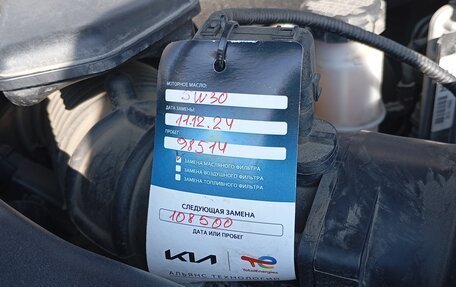 МОТОРНОЕ МАСЛО:
5W30
ДАТА ЗАМЕНЫ:
11.12.24
ПРОБЕГ:
98514
ЗАМЕНА МАСЛЯНОГО ФИЛЬТРА
ЗАМЕНА ВОЗДУШНОГО ФИЛЬТРА
ЗАМЕНА ТОПЛИВНОГО ФИЛЬТРА
СЛЕДУЮЩАЯ ЗАМЕНА
108500
ДАТА ИЛИ ПРОБЕГ
KIA
TotalEnergies
АЛЬЯНС ТЕХНОЛОГИЙ